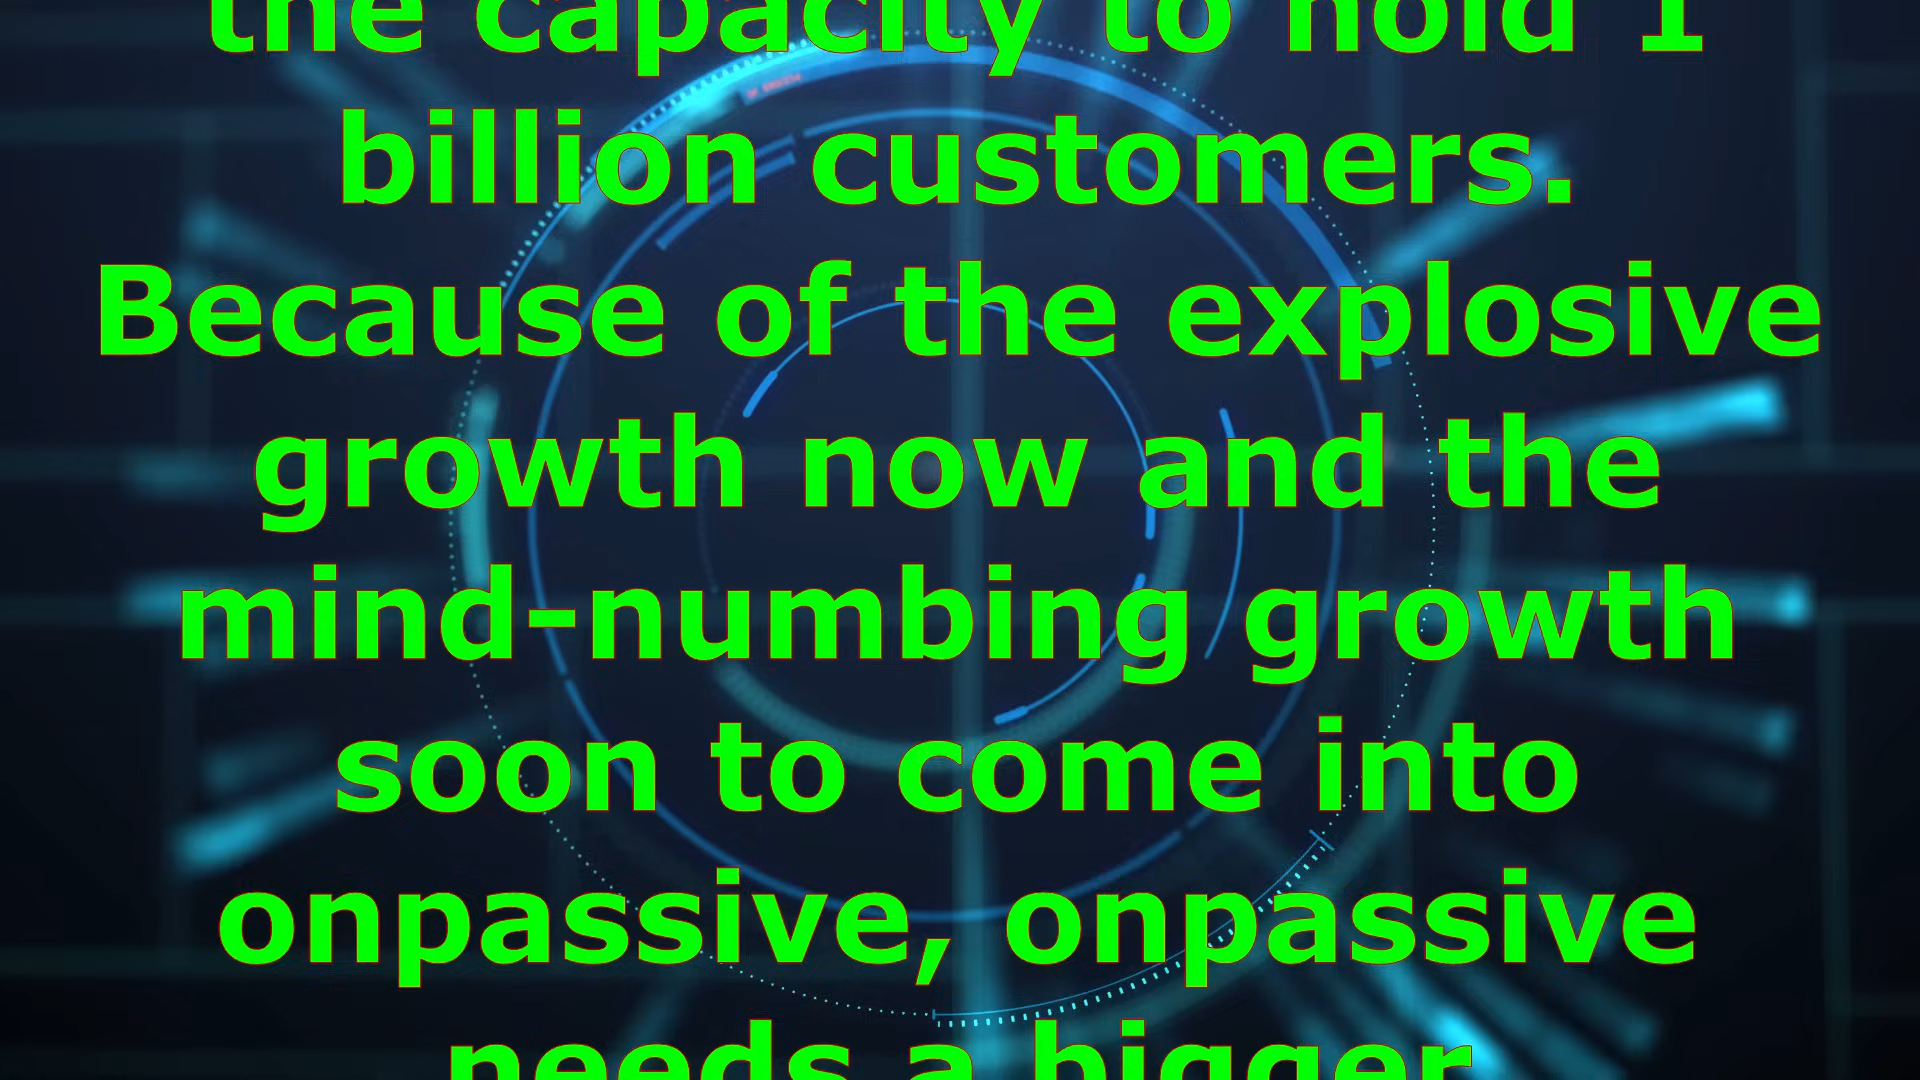 the capacity to hold 1
billion customers.
Because of the explosive
growth now and the
mind-numbing growth
soon to come into
onpassive, onpassive
needs a bigger